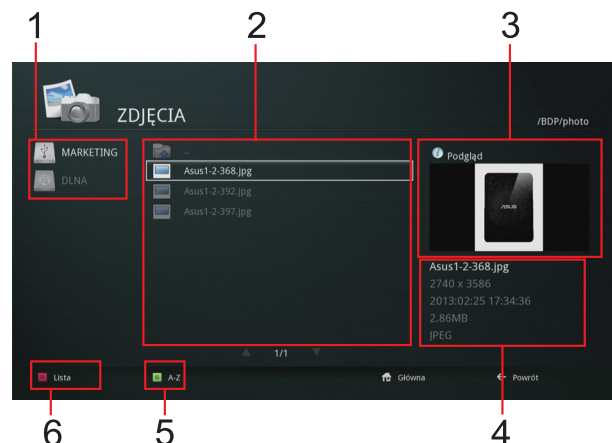 1 2 3
ZDJĘCIA
/BDP/photo
MARKETING
DLNA
..
Asus1-2-368.jpg
Asus1-2-392.jpg
Asus1-2-397.jpg
1/1
Podgląd
/ISUS
Asus1-2-368.jpg
2740 x 3586
2013:02:25 17:34:36
2.86MB
JPEG
Lista
A-Z
Główna
Powrót
6 5 4